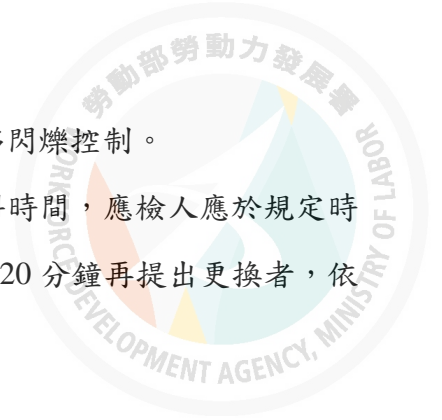 勞動部勞動力發展署
WORKFORCE DEVELOPMENT AGENCY, MINISTRY OF LABOR
閃爍控制。
時間，應檢人應於規定時
20 分鐘再提出更換者，依